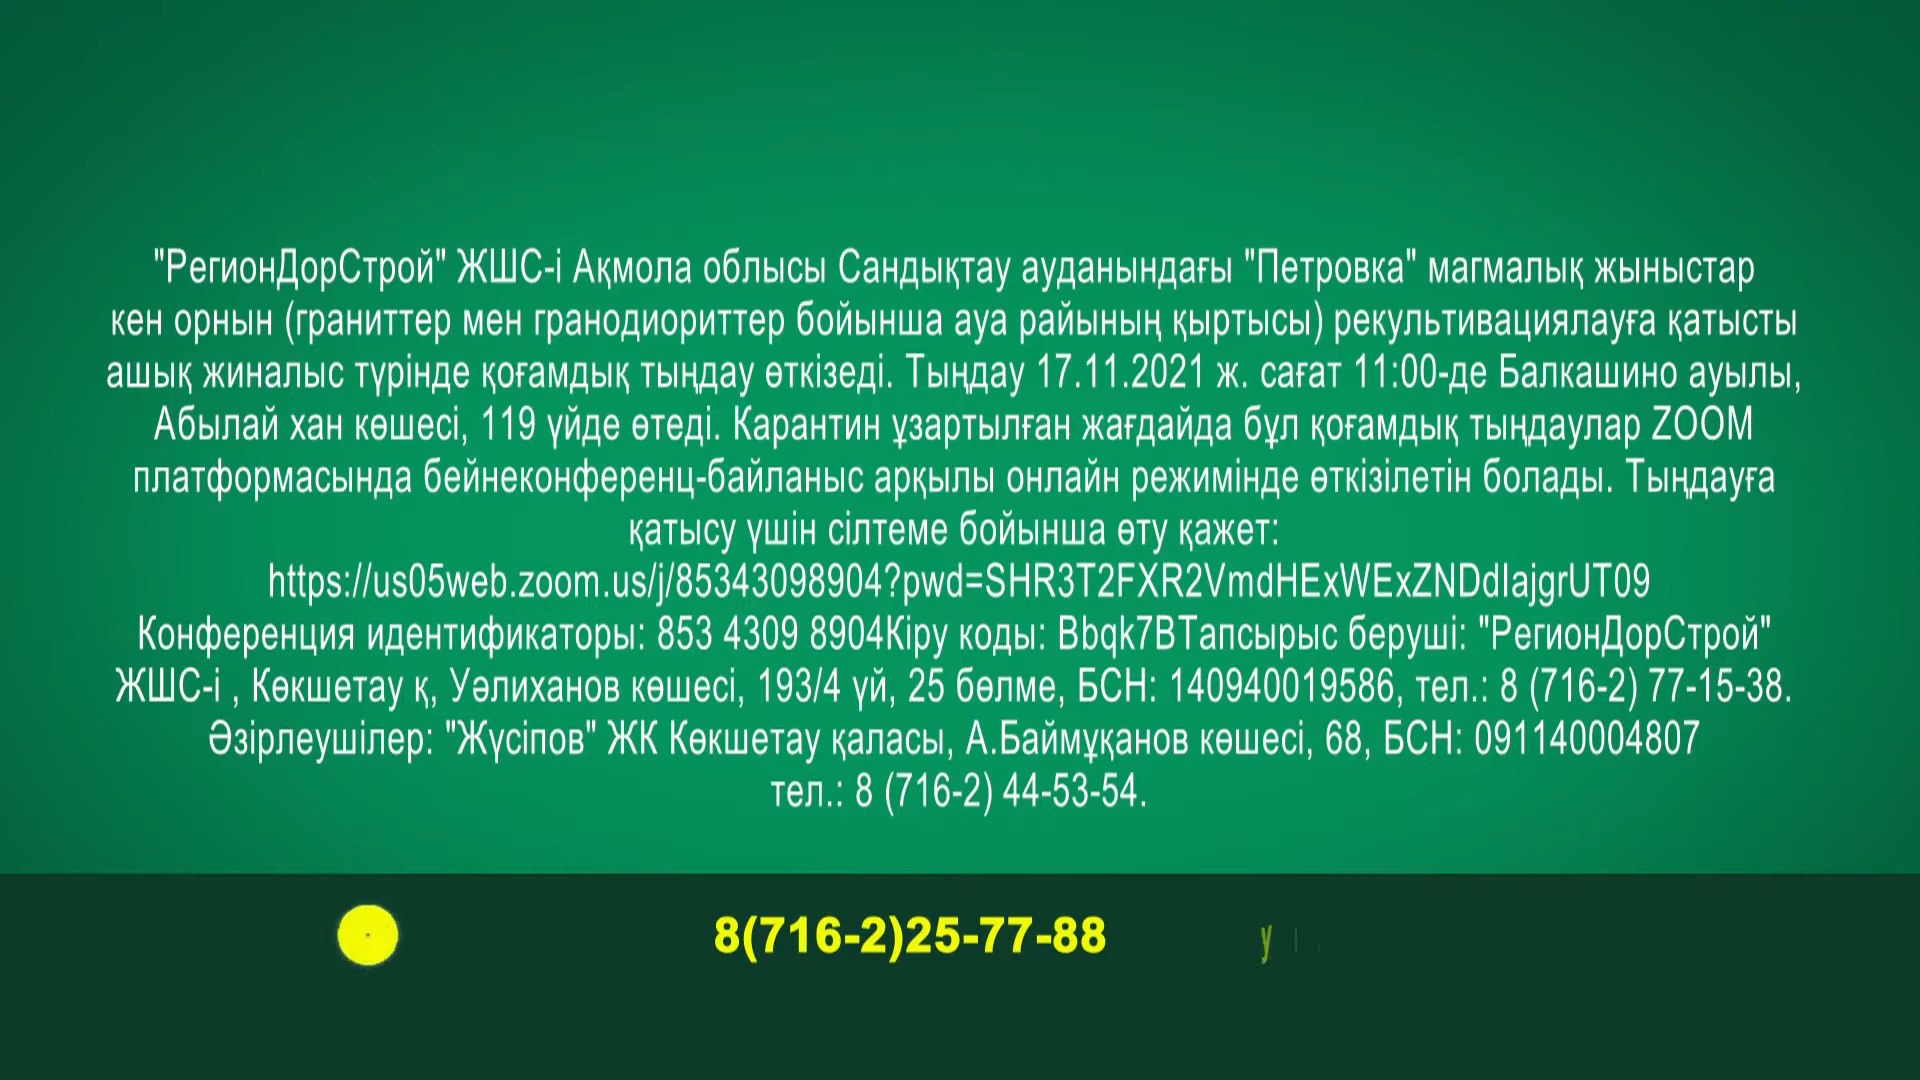 "РегионДорСтрой" ЖШС-і Ақмола облысы Сандықтау ауданындағы "Петровка" магмалық жыныстар
кен орнын (граниттер мен гранодиориттер бойынша ауа райының қыртысы) рекультивациялауға қатысты
ашық жиналыс түрінде қоғамдық тыңдау өткізеді. Тыңдау 17.11.2021 ж. сағат 11:00-де Балкашино ауылы,
Абылай хан көшесі, 119 үйде өтеді. Карантин ұзартылған жағдайда бұл қоғамдық тыңдаулар ZOOM
платформасында бейнеконференц-байланыс арқылы онлайн режимінде өткізілетін болады. Тыңдауға
қатысу үшін сілтеме бойынша өту қажет:
https://us05web.zoom.us/j/85343098904?pwd=SHR3T2FXR2VmdHExWExZNDdIajgrUT09
Конференция идентификаторы: 853 4309 8904Кіру коды: Bbqk7BТапсырыс беруші: "РегионДорСтрой"
ЖШС-і , Көкшетау қ, Уәлиханов көшесі, 193/4 үй, 25 бөлме, БСН: 140940019586, тел.: 8 (716-2) 77-15-38.
Әзірлеушілер: "Жүсіпов" ЖК Көкшетау қаласы, А.Баймұқанов көшесі, 68, БСН: 091140004807
тел.: 8 (716-2) 44-53-54.
8(716-2)25-77-88